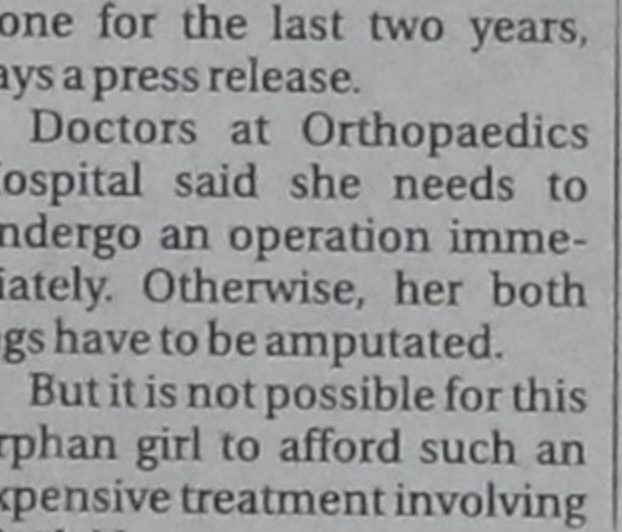 one for the last two years,
ays a press release.
Doctors at Orthopaedics
ospital said she needs to
ndergo an operation imme-
iately. Otherwise, her both
gs have to be amputated.
But it is not possible for this
rphan girl to afford such an
xpensive treatment involving